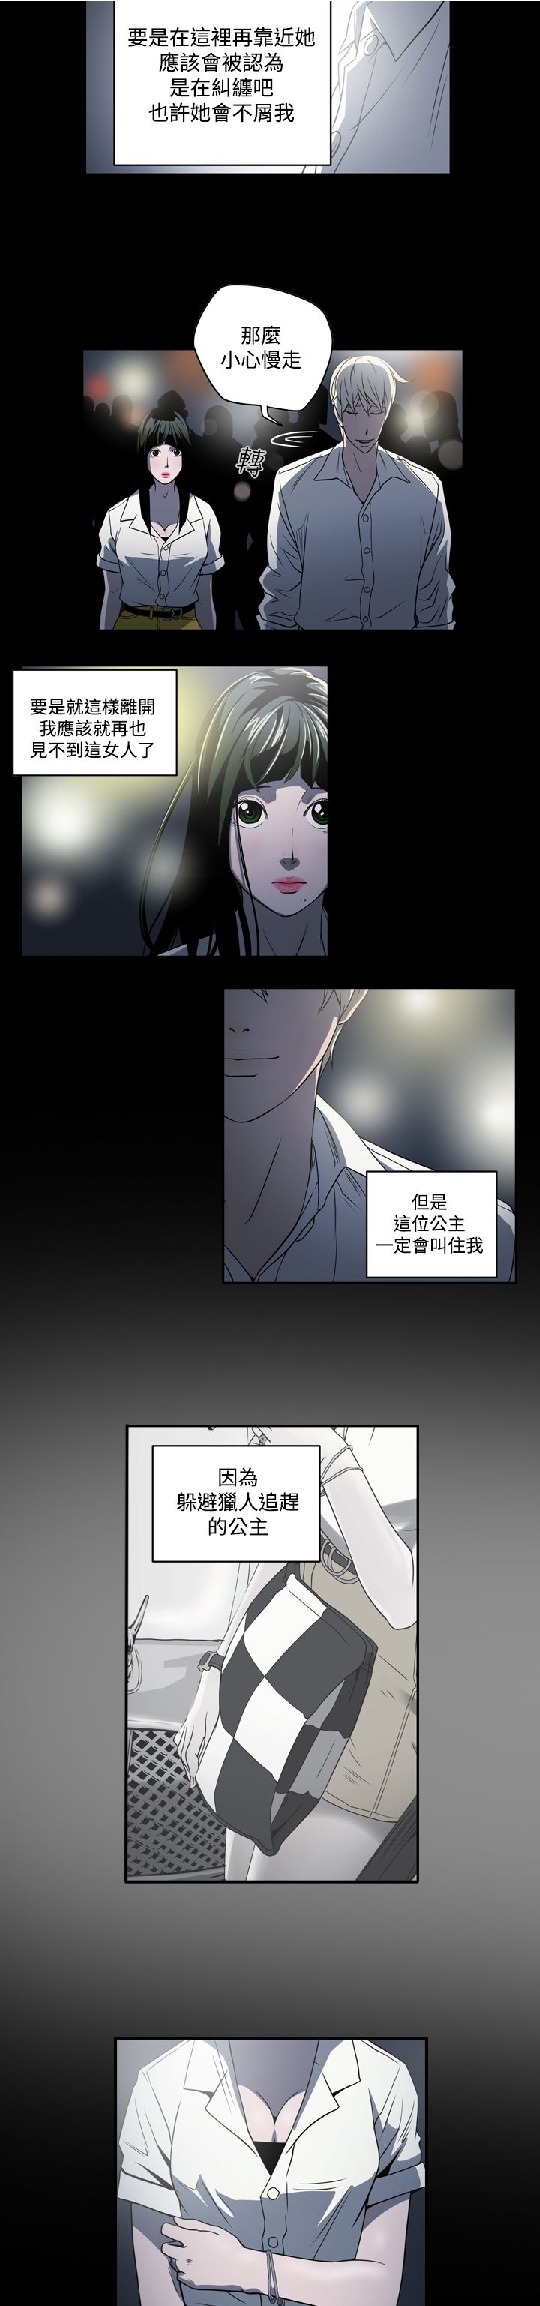 要是在這裡再靠近她
應該會被認為
是在糾纏吧
也許她會不屑我
那麼
小心慢走
轉
要是就這樣離開
我應該就再也
見不到這女人了
但是
這位公主
一定會叫住我
因為
躲避獵人追趕
的公主